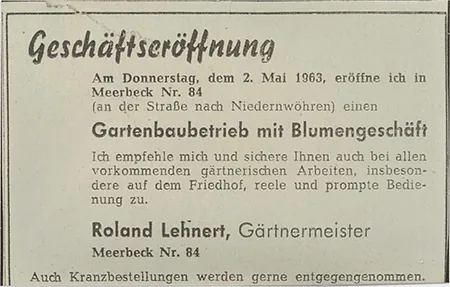 Geschäftseröffnung
Am Donnerstag, dem 2. Mai 1963, eröffne ich in
Meerbeck Nr. 84
(an der Straße nach Niedernwöhren) einen
Gartenbaubetrieb mit Blumengeschäft
Ich empfehle mich und sichere Ihnen auch bei allen
vorkommenden gärtnerischen Arbeiten, insbeson-
dere auf dem Friedhof, reele und prompte Bedie-
nung zu.
Roland Lehnert, Gärtnermeister
Meerbeck Nr. 84
Auch Kranzbestellungen werden gerne entgegengenommen.